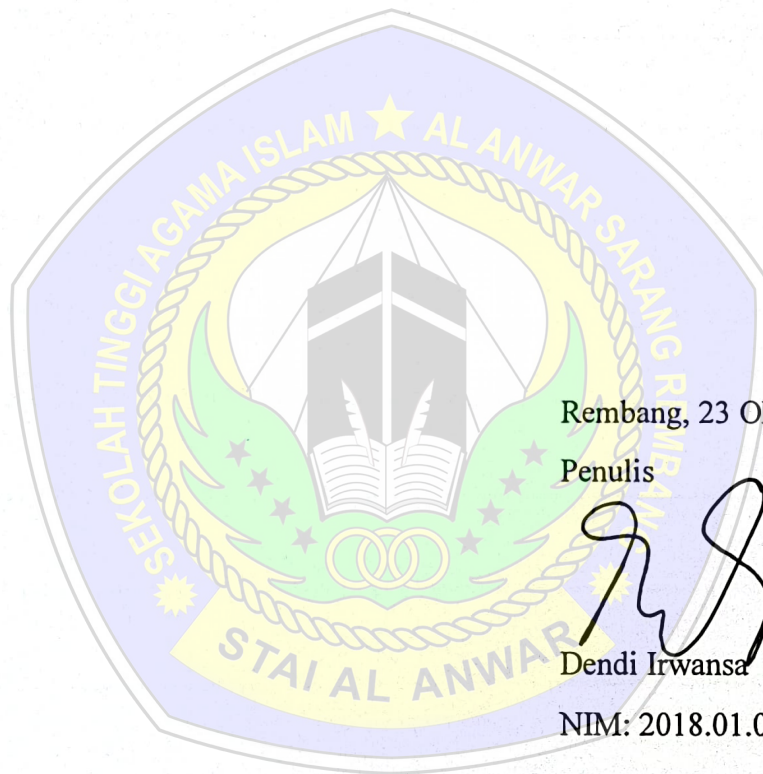 SEKOLAH TINGGI AGAMA ISLAM ★ AL ANWAR SARANG REMBANG
STAI AL ANWAR
Rembang, 23
Penulis
Dendi Irwansa
NIM: 2018.01.0